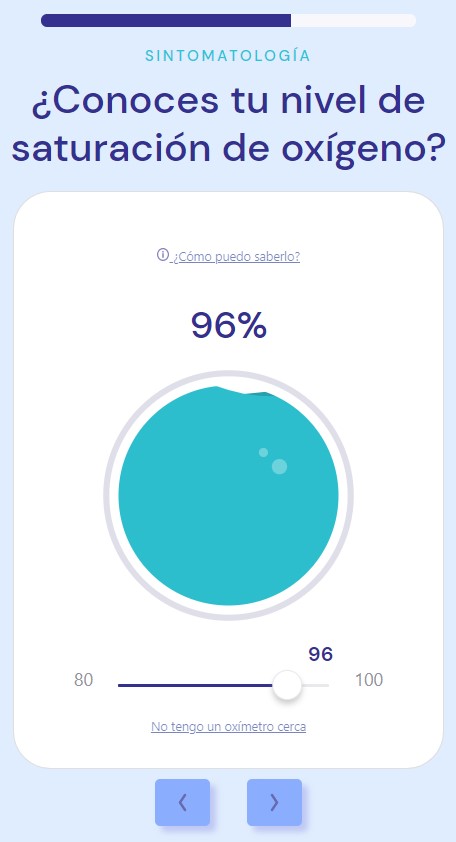 SINTOMATOLOGÍA
¿Conoces tu nivel de
saturación de oxígeno?
¿Cómo puedo saberlo?
96%
96
80 100
No tengo un oxímetro cerca